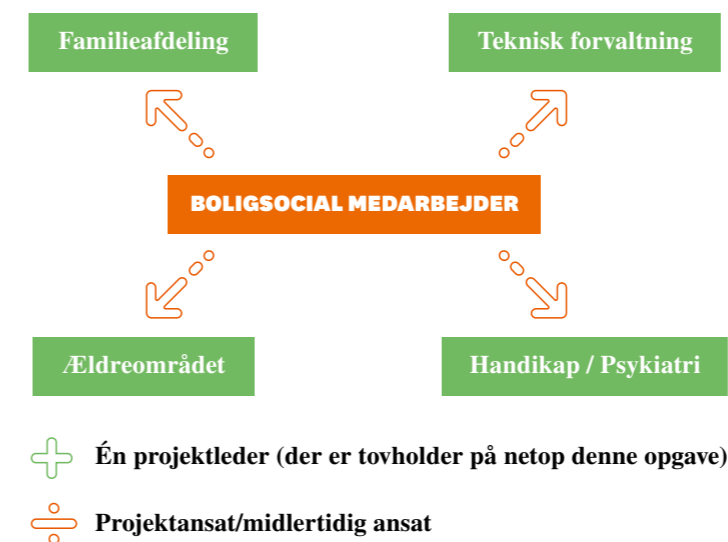 Familieafdeling
Teknisk forvaltning
BOLIGSOCIAL MEDARBEJDER
Ældreområdet
Handikap / Psykiatri
Én projektleder (der er tovholder på netop denne opgave)
Projektansat/midlertidig ansat